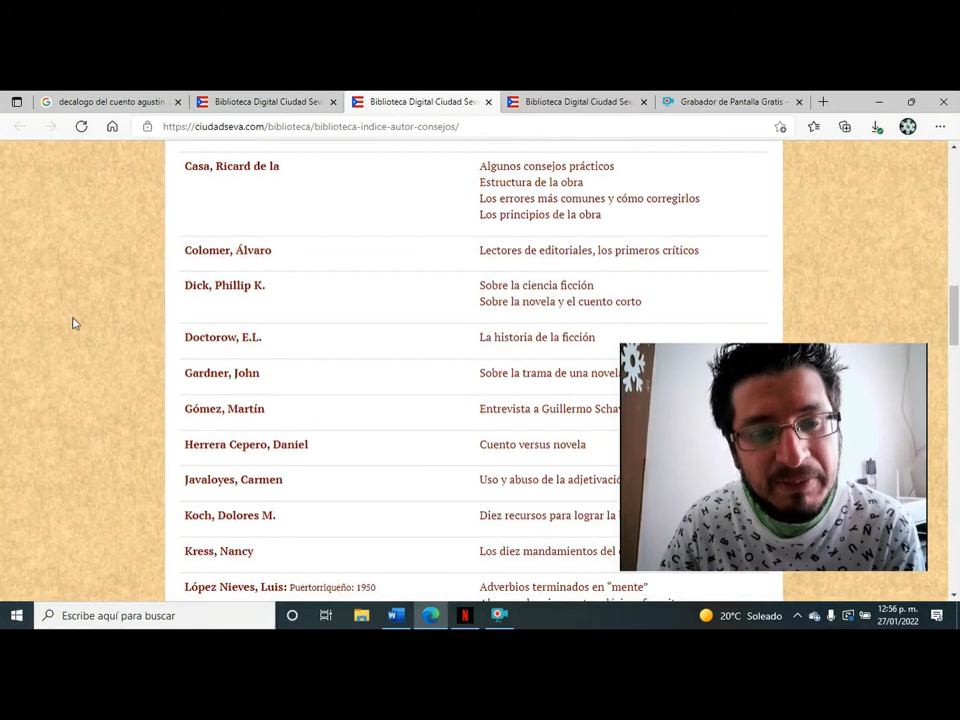 decalogo del cuento agustin
Biblioteca Digital Ciudad Sev
Biblioteca Digital Ciudad Sev
Biblioteca Digital Ciudad Sev
Grabador de Pantalla Gratis –
https://ciudadseva.com/biblioteca/biblioteca-indice-autor-consejos/
Casa, Ricard de la
Algunos consejos prácticos
Estructura de la obra
Los errores más comunes y cómo corregirlos
Los principios de la obra
Colomer, Álvaro
Lectores de editoriales, los primeros críticos
Dick, Phillip K.
Sobre la ciencia ficción
Sobre la novela y el cuento corto
Doctorow, E.L.
La historia de la ficción
Gardner, John
Sobre la trama de una novela
Gómez, Martín
Entrevista a Guillermo Schav
Herrera Cepero, Daniel
Cuento versus novela
Javaloyes, Carmen
Uso y abuso de la adjetivació
Koch, Dolores M.
Diez recursos para lograr la
Kress, Nancy
Los diez mandamientos del
López Nieves, Luis: Puertorriqueño: 1950
Adverbios terminados en “mente”
Escribe aquí para buscar
20°C Soleado
12:56 p. m.
27/01/2022